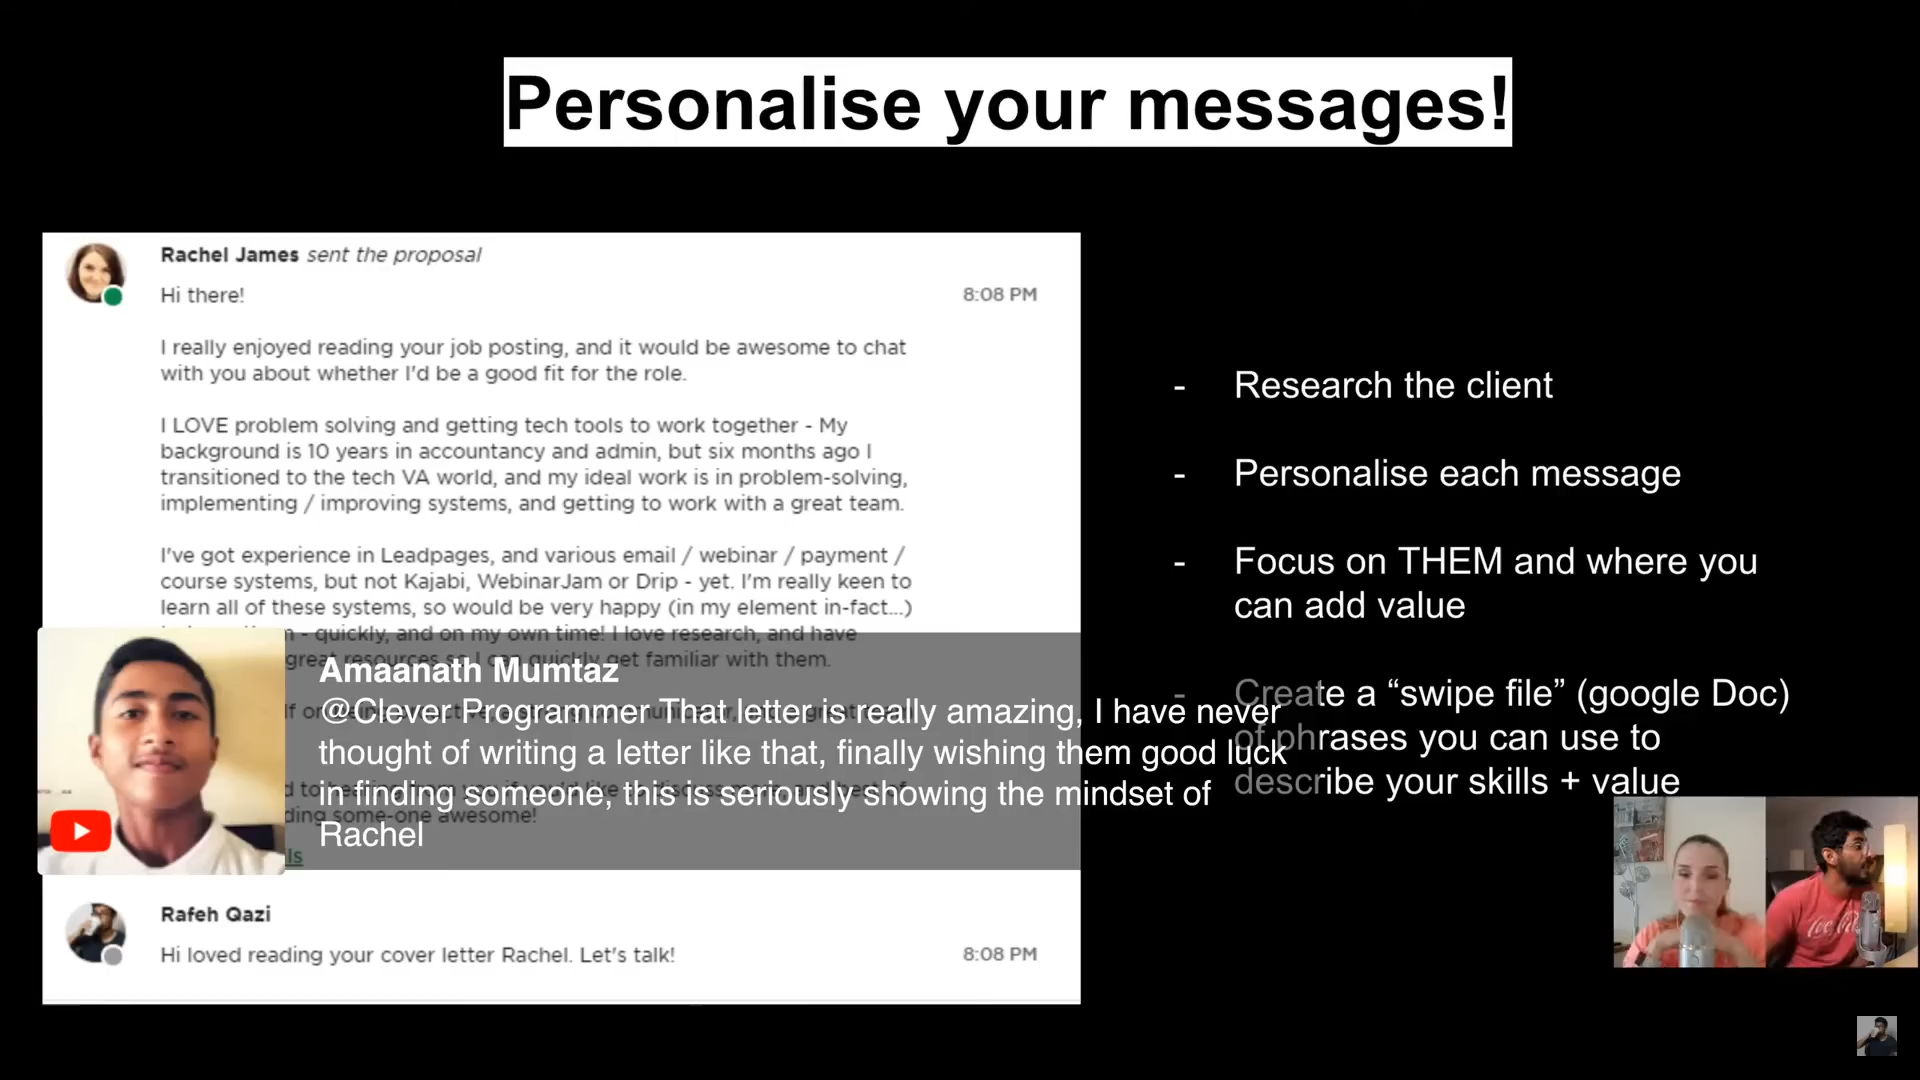 Personalise your messages!
Rachel James sent the proposal
Hi there!
8:08 PM
I really enjoyed reading your job posting, and it would be awesome to chat
with you about whether I'd be a good fit for the role.
I LOVE problem solving and getting tech tools to work together - My
background is 10 years in accountancy and admin, but six months ago I
transitioned to the tech VA world, and my ideal work is in problem-solving,
implementing / improving systems, and getting to work with a great team.
I've got experience in Leadpages, and various email / webinar / payment /
course systems, but not Kajabi, WebinarJam or Drip - yet. I'm really keen to
learn all of these systems, so would be very happy (in my element in-fact...)
- quickly, and on my own time! I love research, and have
great resources so I can quickly get familiar with them.
Amaanath Mumtaz
@Clever Programmer That letter is really amazing, I have never
thought of writing a letter like that, finally wishing them good luck
in finding someone, this is seriously showing the mindset of
Rachel
some-one awesome!
Rafeh Qazi
Hi loved reading your cover letter Rachel. Let's talk!
8:08 PM
- Research the client
- Personalise each message
- Focus on THEM and where you
can add value
- Create a “swipe file” (google Doc)
of phrases you can use to
describe your skills + value